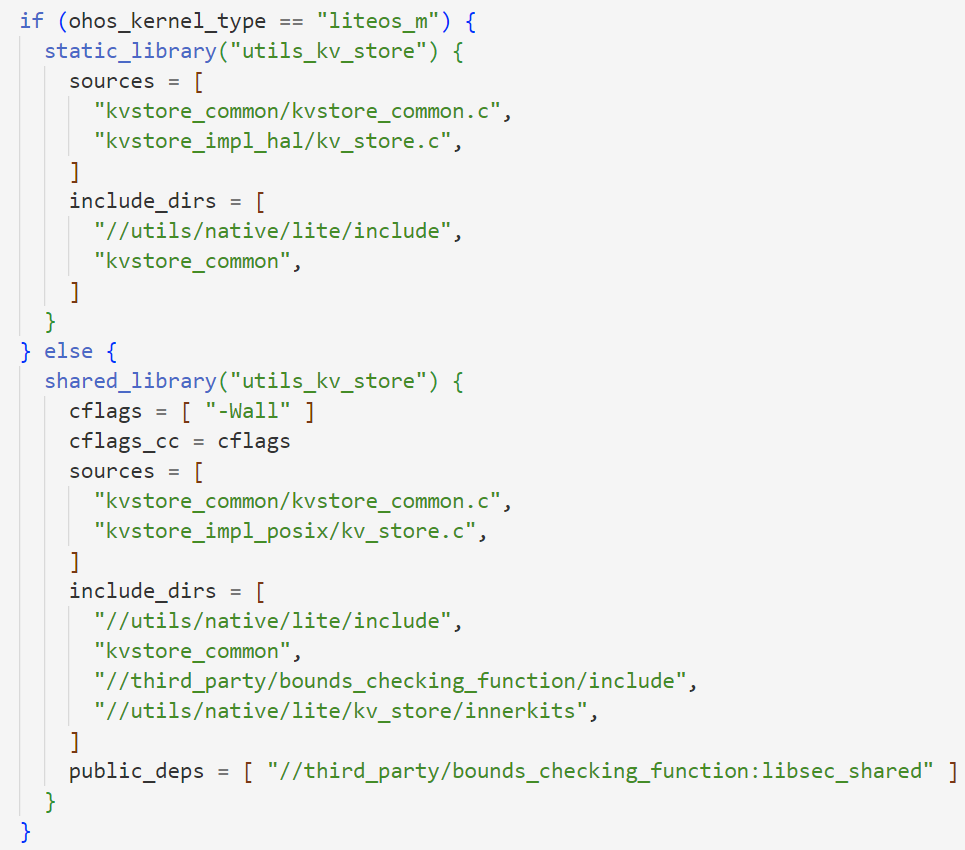 if (ohos_kernel_type == "liteos_m") {
  static_library("utils_kv_store") {
    sources = [
      "kvstore_common/kvstore_common.c",
      "kvstore_impl_hal/kv_store.c",
    ]
    include_dirs = [
      "//utils/native/lite/include",
      "kvstore_common",
    ]
  }
} else {
  shared_library("utils_kv_store") {
    cflags = [ "-Wall" ]
    cflags_cc = cflags
    sources = [
      "kvstore_common/kvstore_common.c",
      "kvstore_impl_posix/kv_store.c",
    ]
    include_dirs = [
      "//utils/native/lite/include",
      "kvstore_common",
      "//third_party/bounds_checking_function/include",
      "//utils/native/lite/kv_store/innerkits",
    ]
    public_deps = [ "//third_party/bounds_checking_function:libsec_shared" ]
  }
}